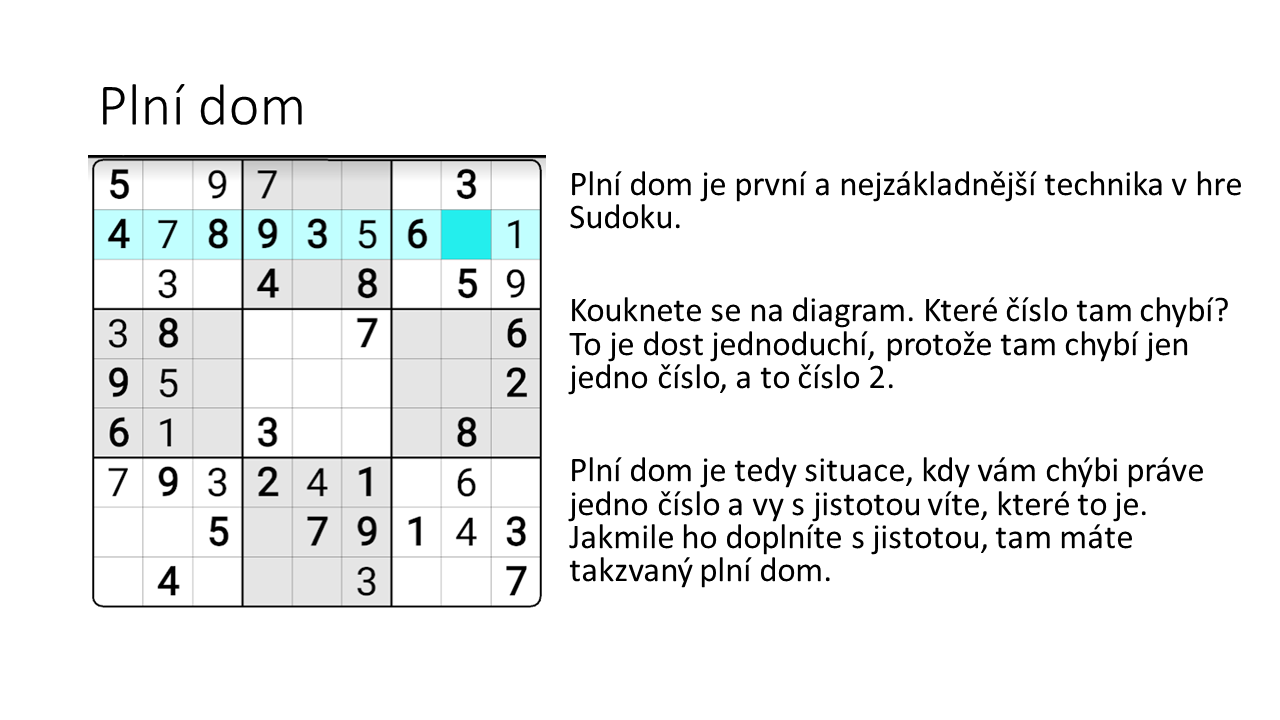 Plní dom
5 9 7 3
4 7 8 9 3 5 6 1
3 4 8 5 9
3 8 7 6
9 5 2
6 1 3 8
7 9 3 2 4 1 6
5 7 9 1 4 3
4 3 7
Plní dom je první a nejzákladnější technika v hre
Sudoku.
Kouknete se na diagram. Které číslo tam chybí?
To je dost jednoduchí, protože tam chybí jen
jedno číslo, a to číslo 2.
Plní dom je tedy situace, kdy vám chýbi práve
jedno číslo a vy s jistotou víte, které to je.
Jakmile ho doplníte s jistotou, tam máte
takzvaný plní dom.